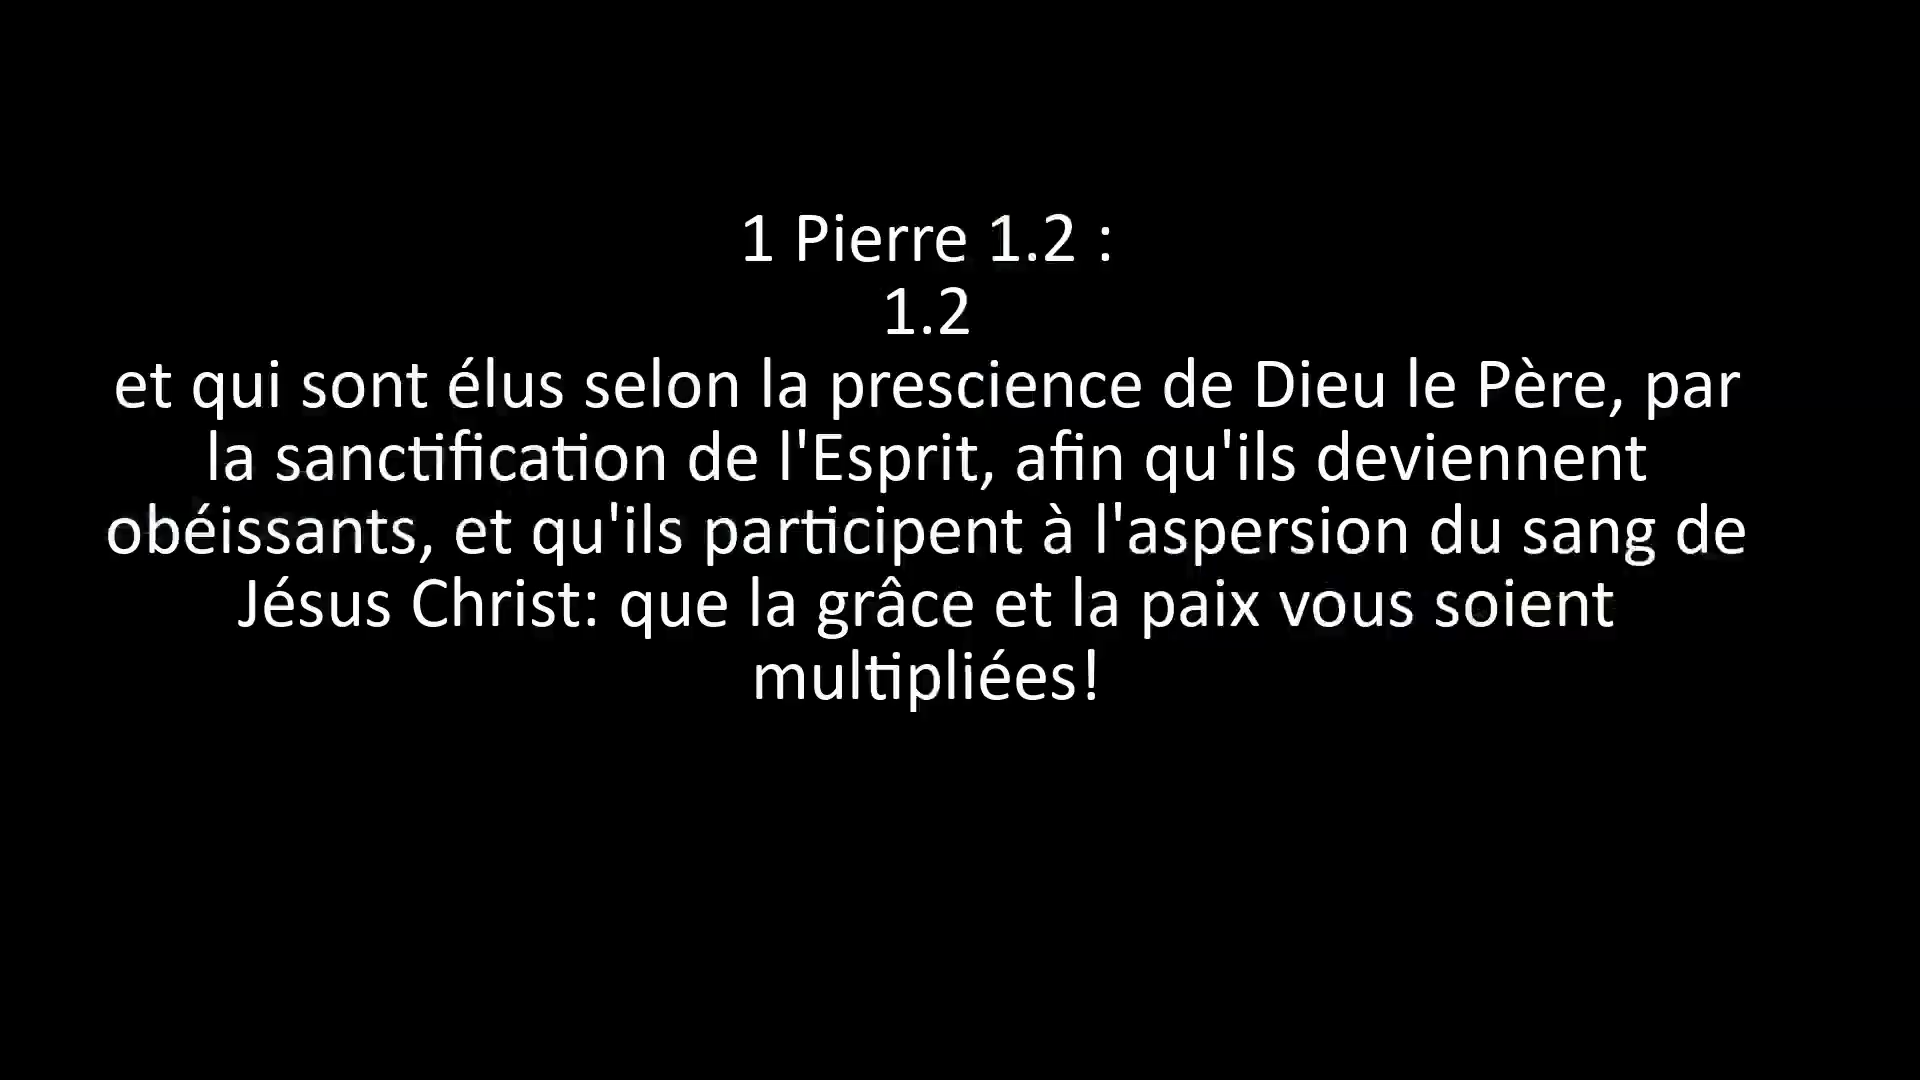 1 Pierre 1.2 :
1.2
et qui sont élus selon la prescience de Dieu le Père, par
la sanctification de l'Esprit, afin qu'ils deviennent
obéissants, et qu'ils participent à l'aspersion du sang de
Jésus Christ: que la grâce et la paix vous soient
multipliées!